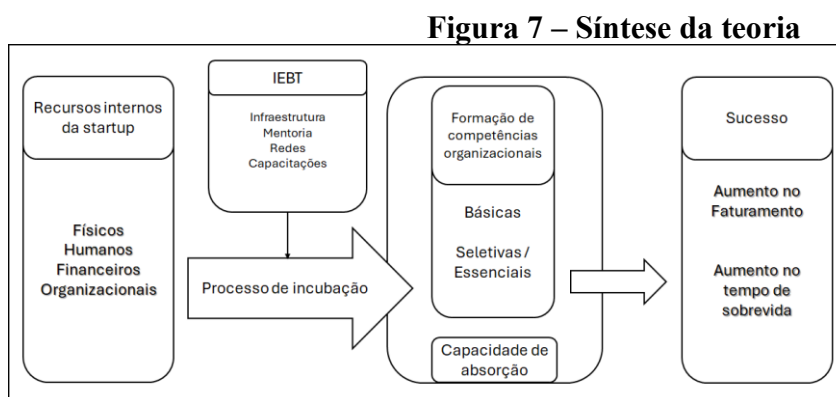 Figura 7 – Síntese da teoria
Recursos internos
da startup
Físicos
Humanos
Financeiros
Organizacionais
IEBT
Infraestrutura
Mentoria
Redes
Capacitações
Processo de incubação
Formação de
competências
organizacionais
Básicas
Seletivas /
Essenciais
Capacidade de
absorção
Sucesso
Aumento no
Faturamento
Aumento no
tempo de
sobrevida